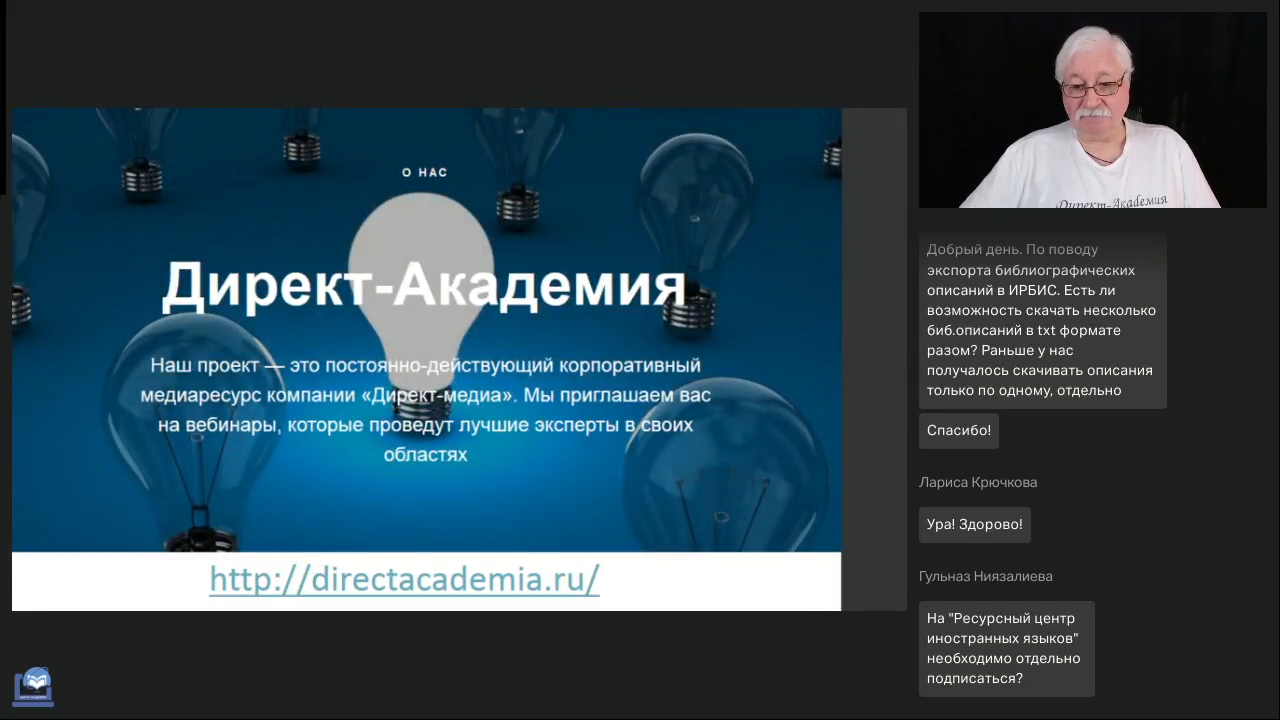 О НАС
Директ-Академия
Наш проект — это постоянно-действующий корпоративный
медиаресурс компании «Директ-медиа». Мы приглашаем вас
на вебинары, которые проведут лучшие эксперты в своих
областях
http://directacademia.ru/
Директ-Академия
Добрый день. По поводу
экспорта библиографических
описаний в ИРБИС. Есть ли
возможность скачать несколько
биб.описаний в txt формате
разом? Раньше у нас
получалось скачивать описания
только по одному, отдельно
Спасибо!
Лариса Крючкова
Ура! Здорово!
Гульназ Ниязалиева
На "Ресурсный центр
иностранных языков"
необходимо отдельно
подписаться?